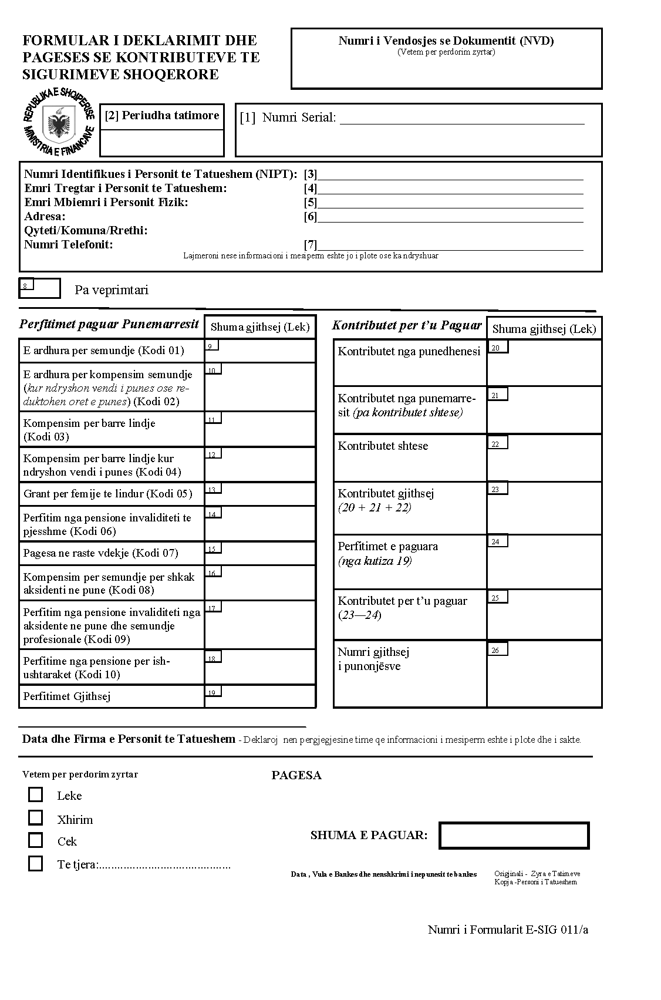 FORMULAR I DEKLARIMIT DHE
PAGESES SE KONTRIBUTEVE TE
SIGURIMEVE SHOQERORE
Numri i Vendosjes se Dokumentit (NVD)
(Vetem per perdorim zyrtar)
REPUBLIKA E SHQIPERISE
MINISTRIA E FINANCAVE
[2] Periudha tatimore
[1] Numri Serial:
Numri Identifikues i Personit te Tatueshem (NIPT): [3]
Emri Tregtar i Personit te Tatueshem: [4]
Emri Mbiemri i Personit Fizik: [5]
Adresa: [6]
Qyteti/Komuna/Rrethi:
Numri Telefonit: [7]
Lajmeroni nese informacioni i mesiperm eshte jo i plote ose ka ndryshuar
8 Pa veprimtari
Perfitimet paguar Punemarresit Shuma gjithsej (Lek)
E ardhura per semundje (Kodi 01) 9
E ardhura per kompensim semundje 10
(kur ndryshon vendi i punes ose re-
duktohen oret e punes) (Kodi 02)
Kompensim per barre lindje 11
(Kodi 03)
Kompensim per barre lindje kur 12
ndryshon vendi i punes (Kodi 04)
Grant per femije te lindur (Kodi 05) 13
Perfitim nga pensione invaliditeti te 14
pjesshme (Kodi 06)
Pagesa ne raste vdekje (Kodi 07) 15
Kompensim per semundje per shkak 16
aksidenti ne pune (Kodi 08)
Perfitim nga pensione invaliditeti nga 17
aksidente ne pune dhe semundje
profesionale (Kodi 09)
Perfitime nga pensione per ish- 18
ushtaraket (Kodi 10)
Perfitimet Gjithsej 19
Kontributet per t’u Paguar Shuma gjithsej (Lek)
Kontributet nga punedhenesi 20
Kontributet nga punemarre- 21
sit (pa kontributet shtese)
Kontributet shtese 22
Kontributet gjithsej 23
(20 + 21 + 22)
Perfitimet e paguara 24
(nga kutiza 19)
Kontributet per t’u paguar 25
(23—24)
Numri gjithsej 26
i punonjësve
Data dhe Firma e Personit te Tatueshem - Deklaroj nen pergjegjesine time qe informacioni i mesiperm eshte i plote dhe i sakte.
Vetem per perdorim zyrtar
PAGESA
Leke
Xhirim
Cek
Te tjera:...........................................
SHUMA E PAGUAR:
Data , Vula e Bankes dhe nenshkrimi i nepunesit te bankes
Origjinali - Zyra e Tatimeve
Kopja -Personi i Tatueshem
Numri i Formularit E-SIG 011/a